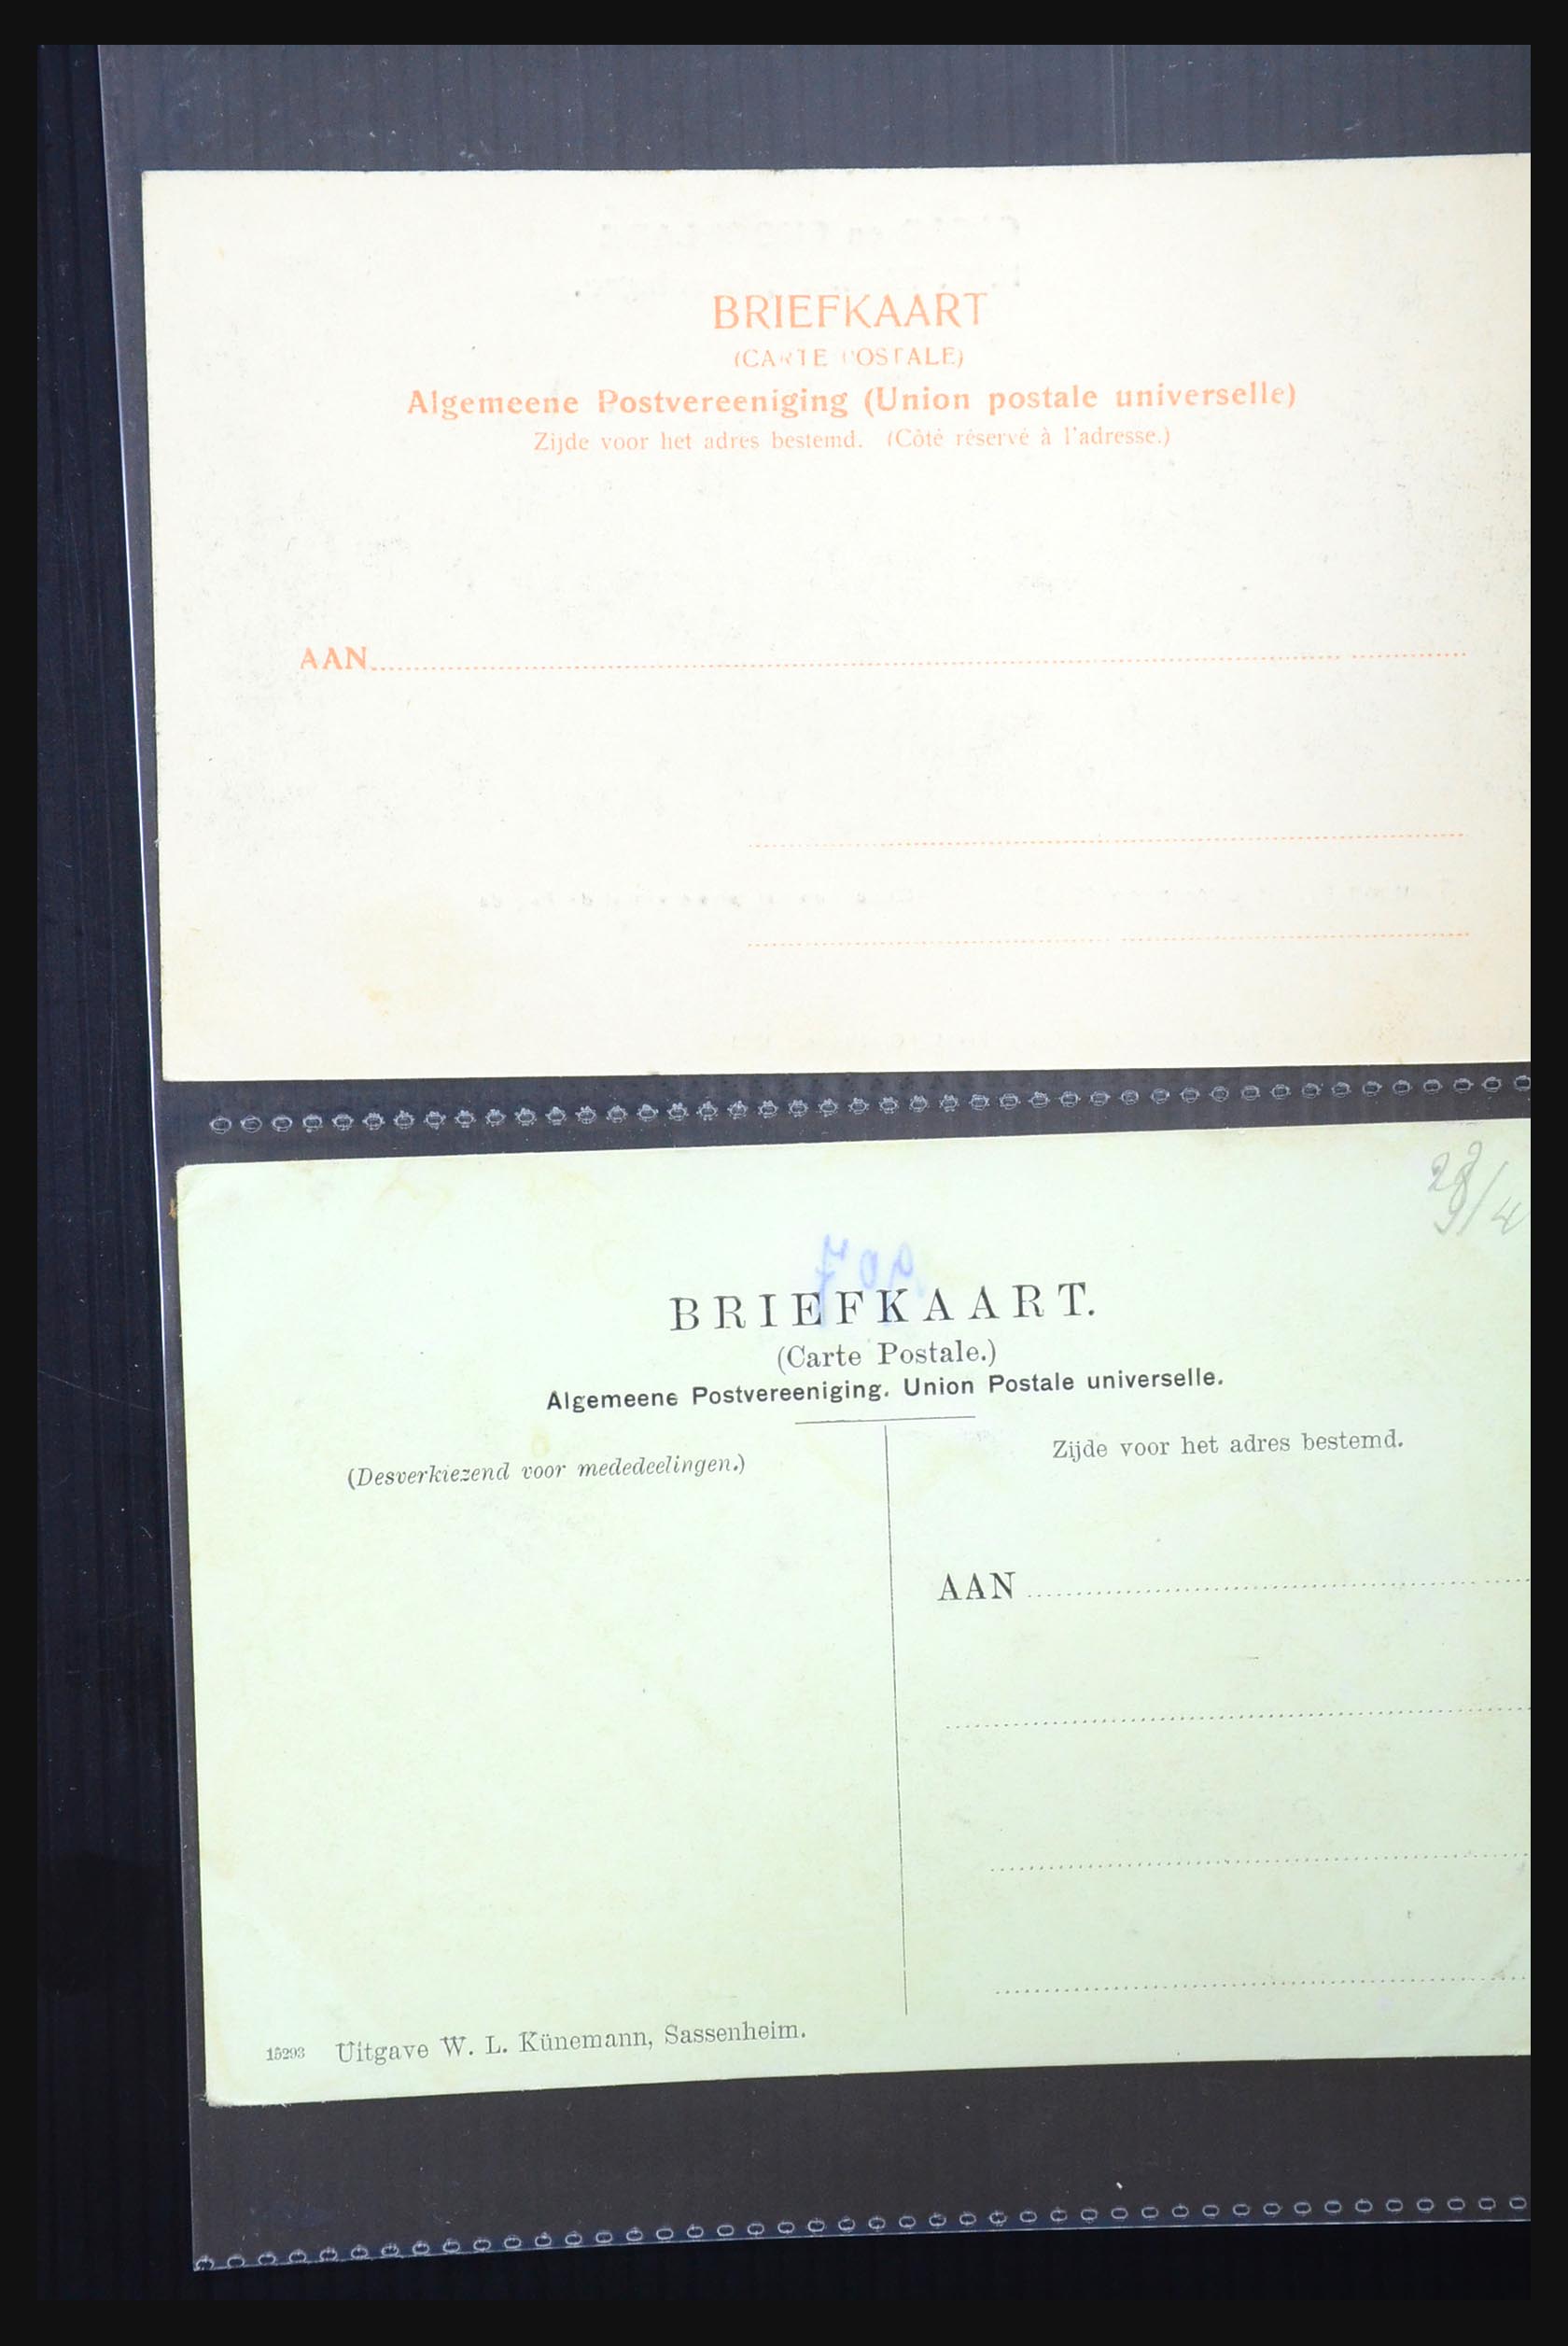 BRIEFKAART
(CARTE POSTALE)
Algemeene Postvereeniging (Union postale universelle)
Zijde voor het adres bestemd. (Côté réservé à l'adresse.)
AAN
28/4
BRIEFKAART.
(Carte Postale.)
Algemeene Postvereeniging. Union Postale universelle.
(Desverkiezend voor mededeelingen.)
Zijde voor het adres bestemd.
AAN
15293 Uitgave W. L. Künemann, Sassenheim.